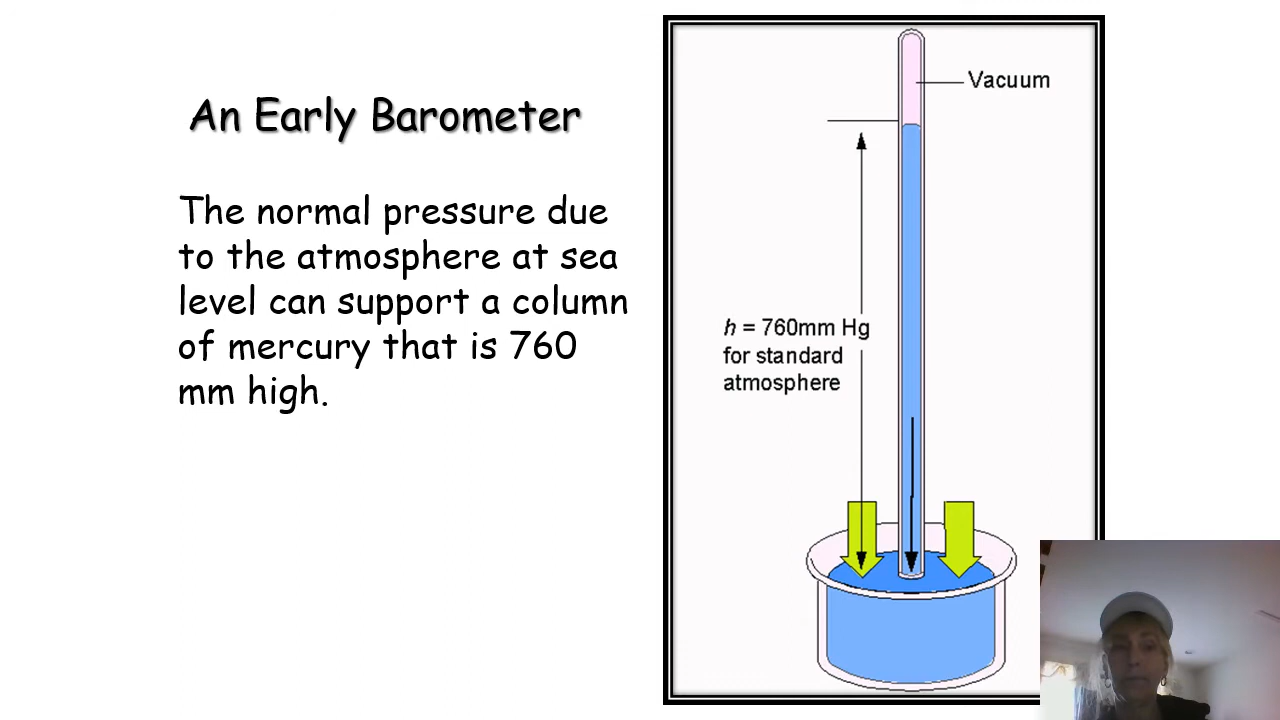 An Early Barometer
The normal pressure due
to the atmosphere at sea
level can support a column
of mercury that is 760
mm high.
Vacuum
h = 760mm Hg
for standard
atmosphere